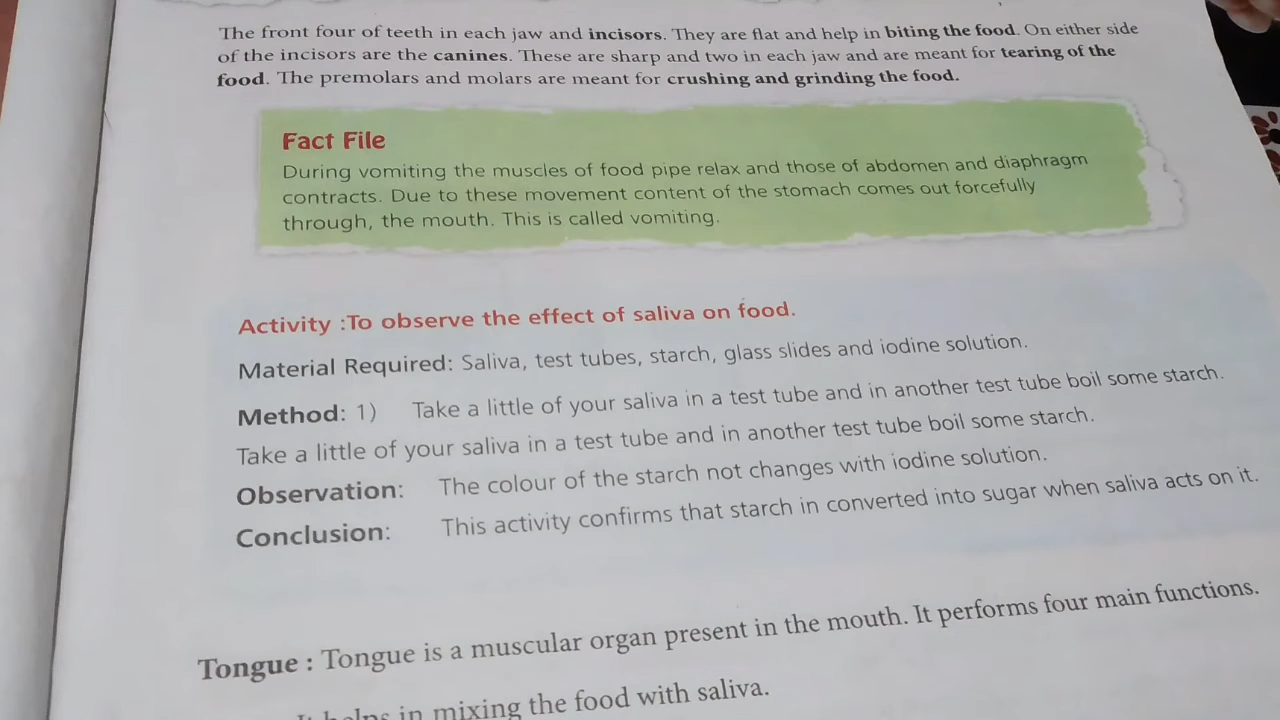 The front four of teeth in each jaw and incisors. They are flat and help in biting the food. On either side
of the incisors are the canines. These are sharp and two in each jaw and are meant for tearing of the
food. The premolars and molars are meant for crushing and grinding the food.
Fact File
During vomiting the muscles of food pipe relax and those of abdomen and diaphragm
contracts. Due to these movement content of the stomach comes out forcefully
through, the mouth. This is called vomiting.
Activity :To observe the effect of saliva on food.
Material Required: Saliva, test tubes, starch, glass slides and iodine solution.
Method: 1) Take a little of your saliva in a test tube and in another test tube boil some starch.
Take a little of your saliva in a test tube and in another test tube boil some starch.
Observation: The colour of the starch not changes with iodine solution.
Conclusion: This activity confirms that starch in converted into sugar when saliva acts on it.
Tongue : Tongue is a muscular organ present in the mouth. It performs four main functions.
It helps in mixing the food with saliva.